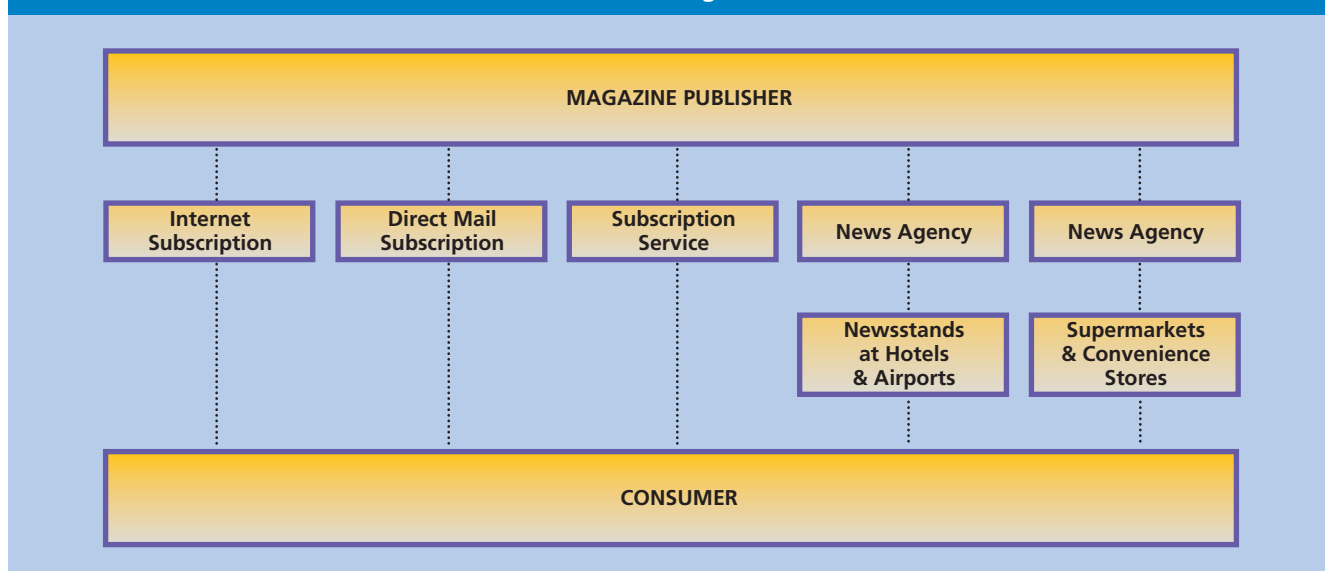 MAGAZINE PUBLISHER
Internet
Subscription
Direct Mail
Subscription
Subscription
Service
News Agency
News Agency
Newsstands
at Hotels
& Airports
Supermarkets
& Convenience
Stores
CONSUMER